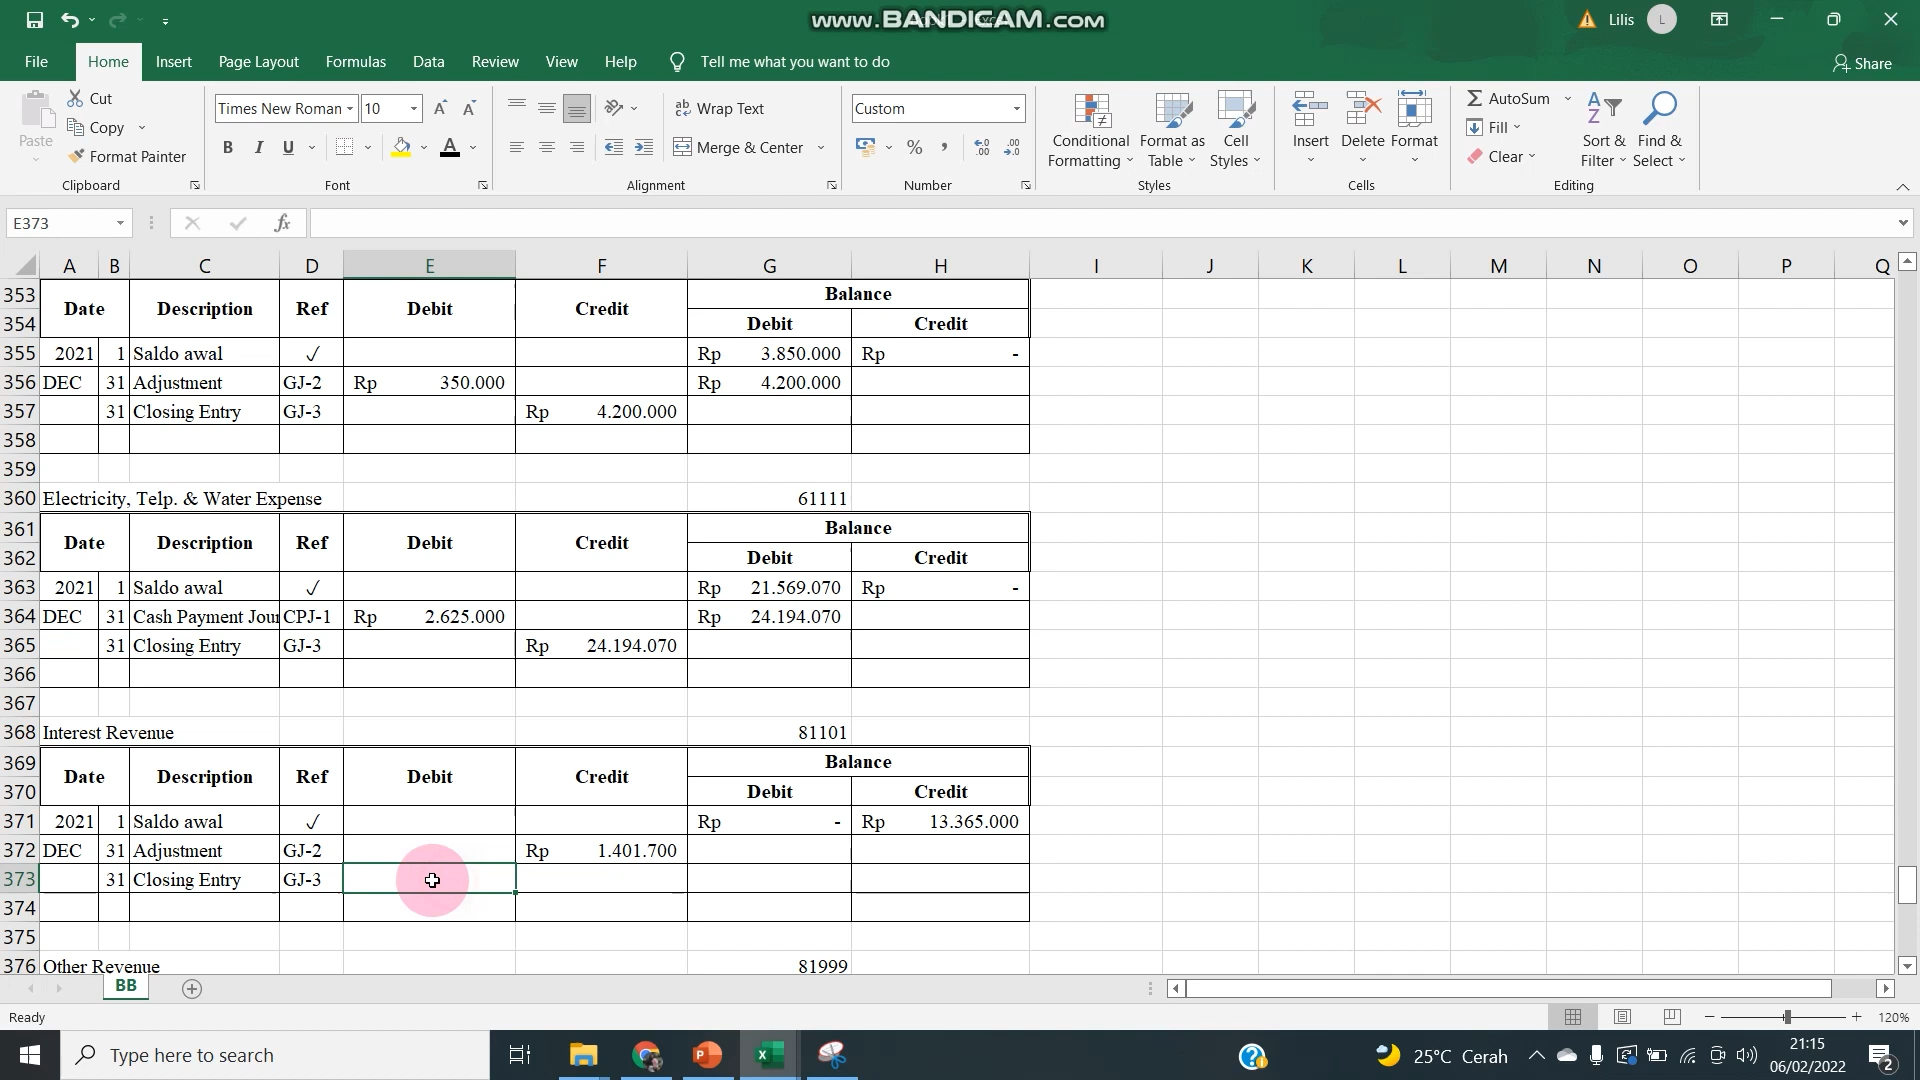 www.BANDICAM.com
Lilis L
File Home Insert Page Layout Formulas Data Review View Help Tell me what you want to do Share
Paste Cut Copy Format Painter Clipboard
Times New Roman 10 B I U A Font
Wrap Text Merge & Center Alignment
Custom % , Number
Conditional Formatting Format as Table Cell Styles Styles
Insert Delete Format Cells
AutoSum Fill Clear Sort & Filter Find & Select Editing
E373 fx
A B C D E F G H I J K L M N O P Q
353 Date Description Ref Debit Credit Balance
354 Debit Credit
355 2021 1 Saldo awal ✓ Rp 3.850.000 Rp -
356 DEC 31 Adjustment GJ-2 Rp 350.000 Rp 4.200.000
357 31 Closing Entry GJ-3 Rp 4.200.000
358
359
360 Electricity, Telp. & Water Expense 61111
361 Date Description Ref Debit Credit Balance
362 Debit Credit
363 2021 1 Saldo awal ✓ Rp 21.569.070 Rp -
364 DEC 31 Cash Payment Jour CPJ-1 Rp 2.625.000 Rp 24.194.070
365 31 Closing Entry GJ-3 Rp 24.194.070
366
367
368 Interest Revenue 81101
369 Date Description Ref Debit Credit Balance
370 Debit Credit
371 2021 1 Saldo awal ✓ Rp - Rp 13.365.000
372 DEC 31 Adjustment GJ-2 Rp 1.401.700
373 31 Closing Entry GJ-3
374
375
376 Other Revenue 81999
BB
Ready 120%
Type here to search 25°C Cerah 21:15
06/02/2022 2